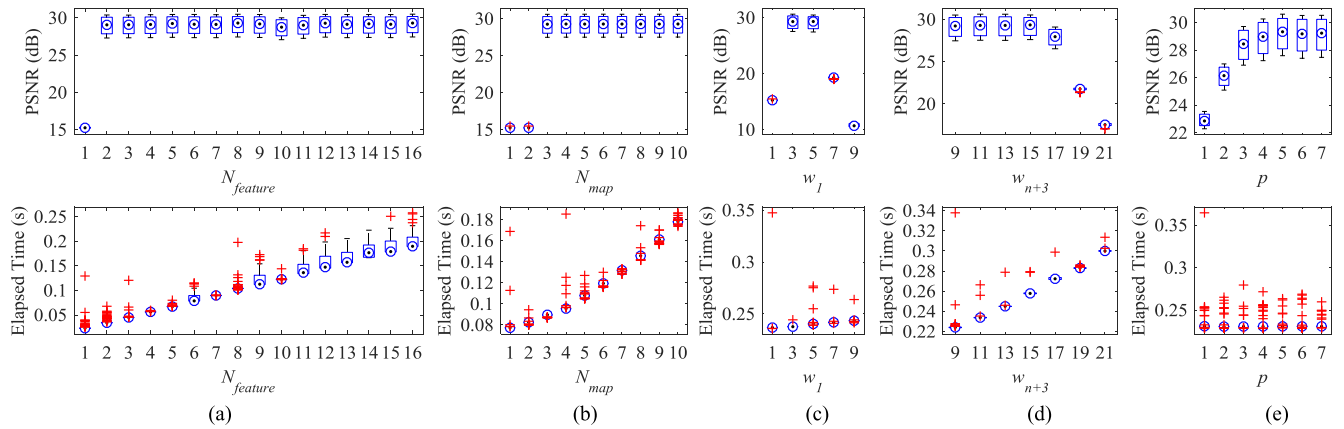 PSNR (dB)
30
25
20
15
1 2 3 4 5 6 7 8 9 10 11 12 13 14 15 16
N_feature
PSNR (dB)
30
25
20
15
1 2 3 4 5 6 7 8 9 10
N_map
PSNR (dB)
30
20
10
1 3 5 7 9
w_1
PSNR (dB)
30
25
20
9 11 13 15 17 19 21
w_n+3
PSNR (dB)
30
28
26
24
22
1 2 3 4 5 6 7
p
Elapsed Time (s)
0.25
0.2
0.15
0.1
0.05
1 2 3 4 5 6 7 8 9 10 11 12 13 14 15 16
N_feature
0.18
0.16
0.14
0.12
0.1
0.08
1 2 3 4 5 6 7 8 9 10
N_map
Elapsed Time (s)
0.35
0.3
0.25
1 3 5 7 9
w_1
Elapsed Time (s)
0.34
0.32
0.3
0.28
0.26
0.24
0.22
9 11 13 15 17 19 21
w_n+3
Elapsed Time (s)
0.35
0.3
0.25
1 2 3 4 5 6 7
p
Elapsed Time (s)
(a) (b) (c) (d) (e)